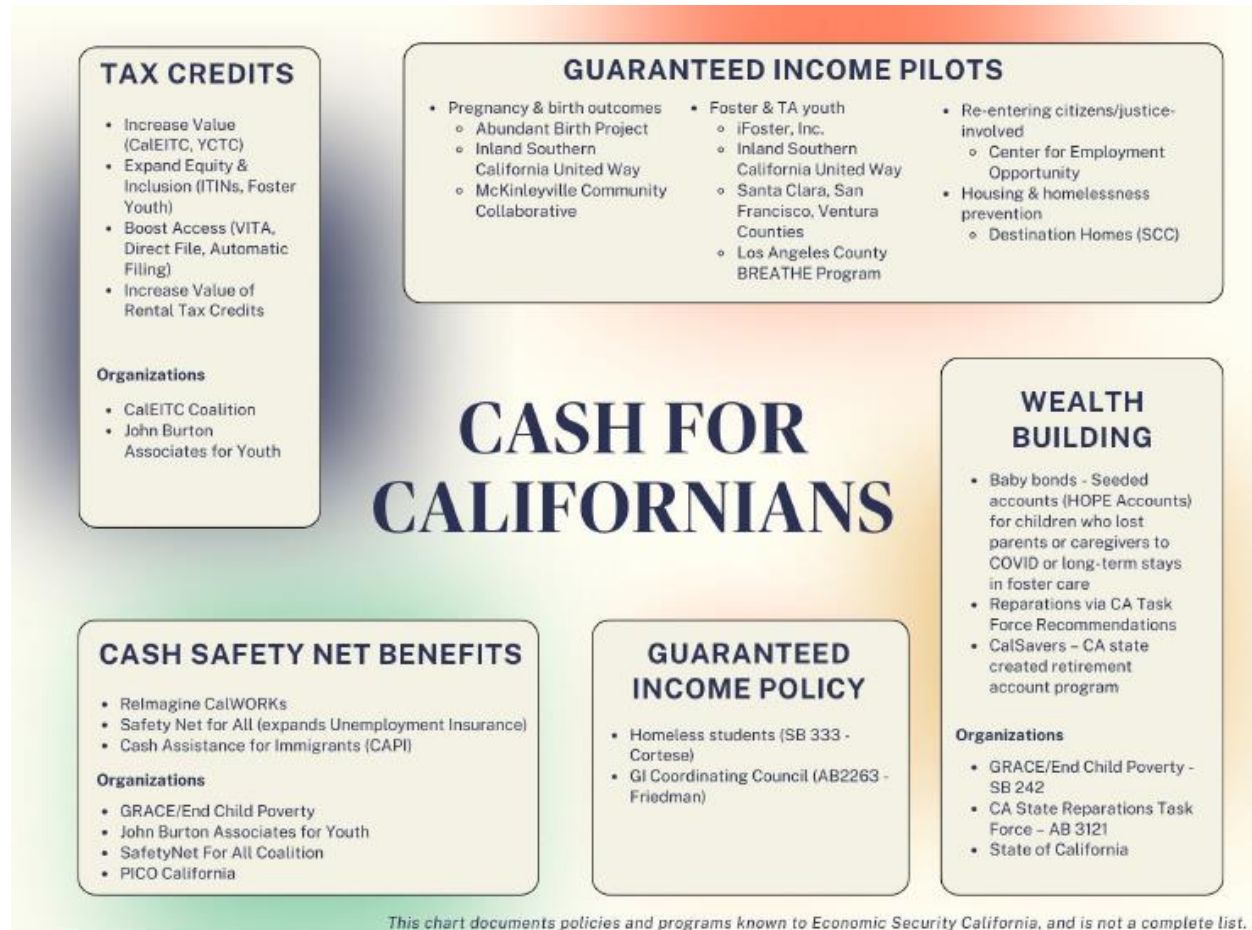 TAX CREDITS
• Increase Value
(CalEITC, YCTC)
• Expand Equity &
Inclusion (ITINs, Foster
Youth)
• Boost Access (VITA,
Direct File, Automatic
Filing)
• Increase Value of
Rental Tax Credits
Organizations
• CalEITC Coalition
• John Burton
Associates for Youth
GUARANTEED INCOME PILOTS
• Pregnancy & birth outcomes
◦ Abundant Birth Project
◦ Inland Southern
California United Way
◦ McKinleyville Community
Collaborative
• Foster & TA youth
◦ iFoster, Inc.
◦ Inland Southern
California United Way
◦ Santa Clara, San
Francisco, Ventura
Counties
◦ Los Angeles County
BREATHE Program
• Re-entering citizens/justice-
involved
◦ Center for Employment
Opportunity
• Housing & homelessness
prevention
◦ Destination Homes (SCC)
CASH FOR
CALIFORNIANS
WEALTH
BUILDING
• Baby bonds - Seeded
accounts (HOPE Accounts)
for children who lost
parents or caregivers to
COVID or long-term stays
in foster care
• Reparations via CA Task
Force Recommendations
• CalSavers – CA state
created retirement
account program
Organizations
• GRACE/End Child Poverty -
SB 242
• CA State Reparations Task
Force – AB 3121
• State of California
CASH SAFETY NET BENEFITS
• ReImagine CalWORKs
• Safety Net for All (expands Unemployment Insurance)
• Cash Assistance for Immigrants (CAPI)
Organizations
• GRACE/End Child Poverty
• John Burton Associates for Youth
• SafetyNet For All Coalition
• PICO California
GUARANTEED
INCOME POLICY
• Homeless students (SB 333 -
Cortese)
• GI Coordinating Council (AB2263 -
Friedman)
This chart documents policies and programs known to Economic Security California, and is not a complete list.